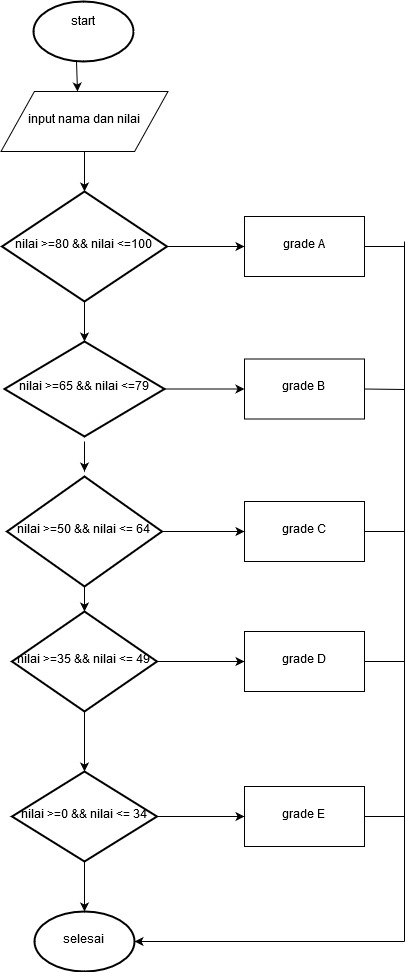 start
input nama dan nilai
nilai >=80 && nilai <=100
grade A
nilai >=65 && nilai <=79
grade B
nilai >=50 && nilai <= 64
grade C
nilai >=35 && nilai <= 49
grade D
nilai >=0 && nilai <= 34
grade E
selesai